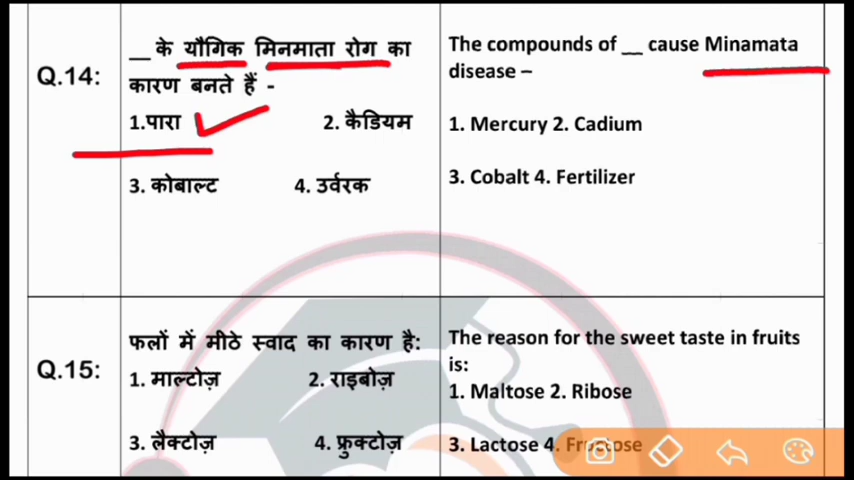 Q.14:
__ के यौगिक मिनमाता रोग का
कारण बनते हैं -
1.पारा 2. कैडियम
3. कोबाल्ट 4. उर्वरक
The compounds of __ cause Minamata
disease –
1. Mercury 2. Cadium
3. Cobalt 4. Fertilizer
Q.15:
फलों में मीठे स्वाद का कारण है:
1. माल्टोज़ 2. राइबोज़
3. लैक्टोज़ 4. फ्रुक्टोज़
The reason for the sweet taste in fruits
is:
1. Maltose 2. Ribose
3. Lactose 4. Fructose